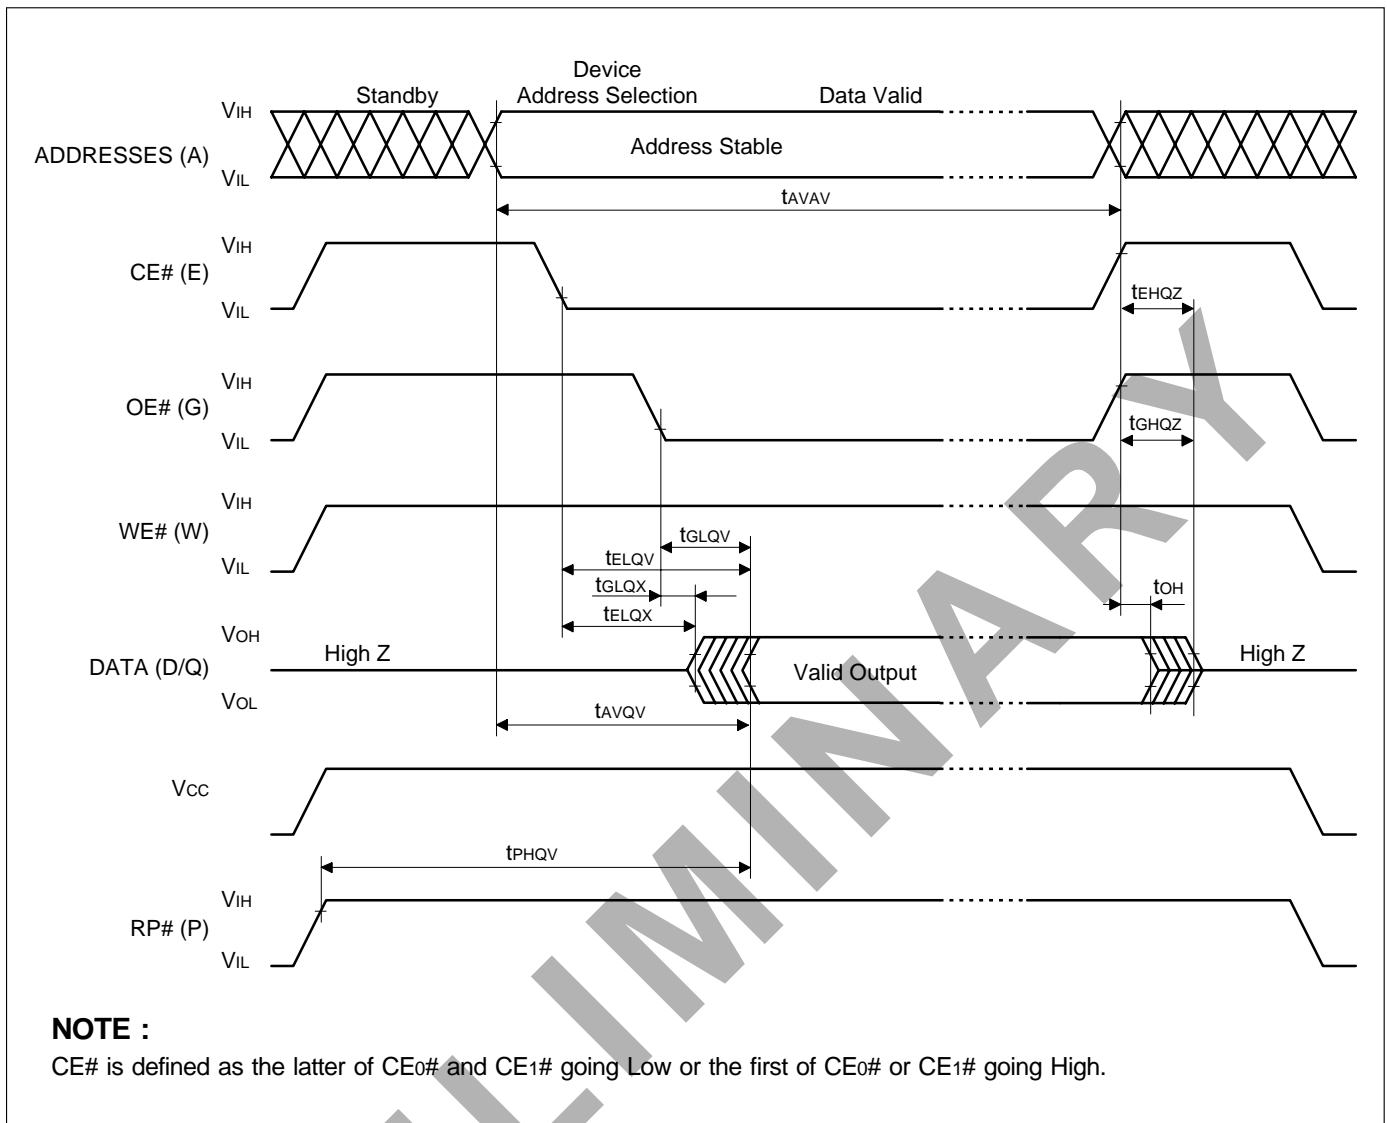 Device
Standby Address Selection Data Valid
VIH
ADDRESSES (A) Address Stable
VIL
tAVAV
VIH
CE# (E)
VIL
tEHQZ
VIH
OE# (G)
VIL
tGHQZ
VIH
WE# (W)
VIL
tGLQV
tELQV
tGLQX
tELQX
tOH
VOH
DATA (D/Q) High Z Valid Output High Z
VOL
tAVQV
VCC
tPHQV
VIH
RP# (P)
VIL
NOTE :
CE# is defined as the latter of CE0# and CE1# going Low or the first of CE0# or CE1# going High.
LIMINARY